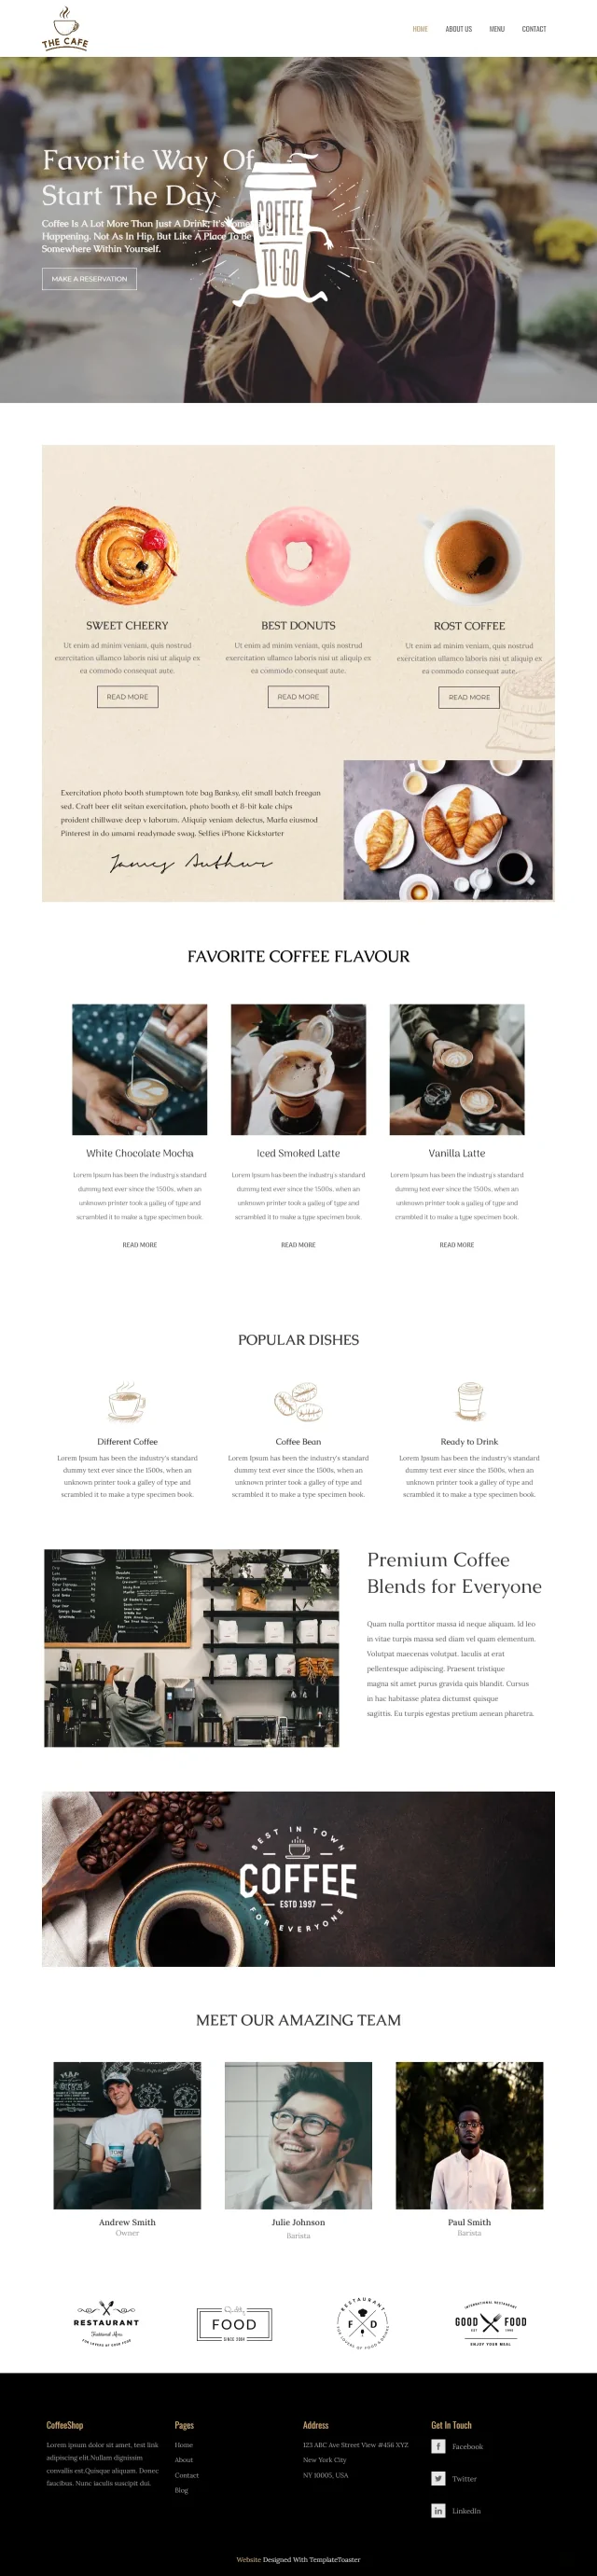 THE CAFE
HOME ABOUT US MENU CONTACT
Favorite Way Of
Start The Day
Coffee Is A Lot More Than Just A Drink; It's
Happening. Not As In Hip, But Like A Place To Be
Somewhere Within Yourself.
MAKE A RESERVATION
COFFEE
TO·GO
SWEET CHEERY
Ut enim ad minim veniam, quis nostrud
exercitation ullamco laboris nisi ut aliquip ex
ea commodo consequat aute.
READ MORE
BEST DONUTS
Ut enim ad minim veniam, quis nostrud
exercitation ullamco laboris nisi ut aliquip ex
ea commodo consequat aute.
READ MORE
ROST COFFEE
Ut enim ad minim veniam, quis nostrud
exercitation ullamco laboris nisi ut aliquip ex
ea commodo consequat aute.
READ MORE
Exercitation photo booth stumptown tote bag Banksy, elit small batch freegan
sed. Craft beer elit seitan exercitation, photo booth et 8-bit kale chips
proident chillwave deep v laborum. Aliquip veniam delectus, Marfa eiusmod
Pinterest in do umami readymade swag. Selfies iPhone Kickstarter
James Authur
FAVORITE COFFEE FLAVOUR
White Chocolate Mocha
Lorem Ipsum has been the industry's standard
dummy text ever since the 1500s, when an
unknown printer took a galley of type and
scrambled it to make a type specimen book.
READ MORE
Iced Smoked Latte
Lorem Ipsum has been the industry's standard
dummy text ever since the 1500s, when an
unknown printer took a galley of type and
scrambled it to make a type specimen book.
READ MORE
Vanilla Latte
Lorem Ipsum has been the industry's standard
dummy text ever since the 1500s, when an
unknown printer took a galley of type and
crambled it to make a type specimen book.
READ MORE
POPULAR DISHES
Different Coffee
Lorem Ipsum has been the industry's standard
dummy text ever since the 1500s, when an
unknown printer took a galley of type and
scrambled it to make a type specimen book.
Coffee Bean
Lorem Ipsum has been the industry's standard
dummy text ever since the 1500s, when an
unknown printer took a galley of type and
scrambled it to make a type specimen book.
Ready to Drink
Lorem Ipsum has been the industry's standard
dummy text ever since the 1500s, when an
unknown printer took a galley of type and
scrambled it to make a type specimen book.
Premium Coffee
Blends for Everyone
Quam nulla porttitor massa id neque aliquam. Id leo
in vitae turpis massa sed diam vel quam elementum.
Volutpat maecenas volutpat. Iaculis at erat
pellentesque adipiscing. Praesent tristique
magna sit amet purus gravida quis blandit. Cursus
in hac habitasse platea dictumst quisque
sagittis. Eu turpis egestas pretium aenean pharetra.
BEST IN TOWN
COFFEE
ESTD 1997
FOR EVERYONE
MEET OUR AMAZING TEAM
Andrew Smith
Owner
Julie Johnson
Barista
Paul Smith
Barista
RESTAURANT
Traditional Menu
FOR LOVERS OF GOOD FOOD
Quality
FOOD
SINCE 2004
RESTAURANT
F D
FOR LOVERS OF FOOD & DRINKS
INTERNATIONAL RESTAURANT
GOOD FOOD
ENJOY YOUR MEAL
CoffeeShop
Lorem ipsum dolor sit amet, test link
adipiscing elit.Nullam dignissim
convallis est.Quisque aliquam. Donec
faucibus. Nunc iaculis suscipit dui.
Pages
Home
About
Contact
Blog
Address
123 ABC Ave Street View #456 XYZ
New York City
NY 10005, USA
Get In Touch
Facebook
Twitter
LinkedIn
Website Designed With TemplateToaster